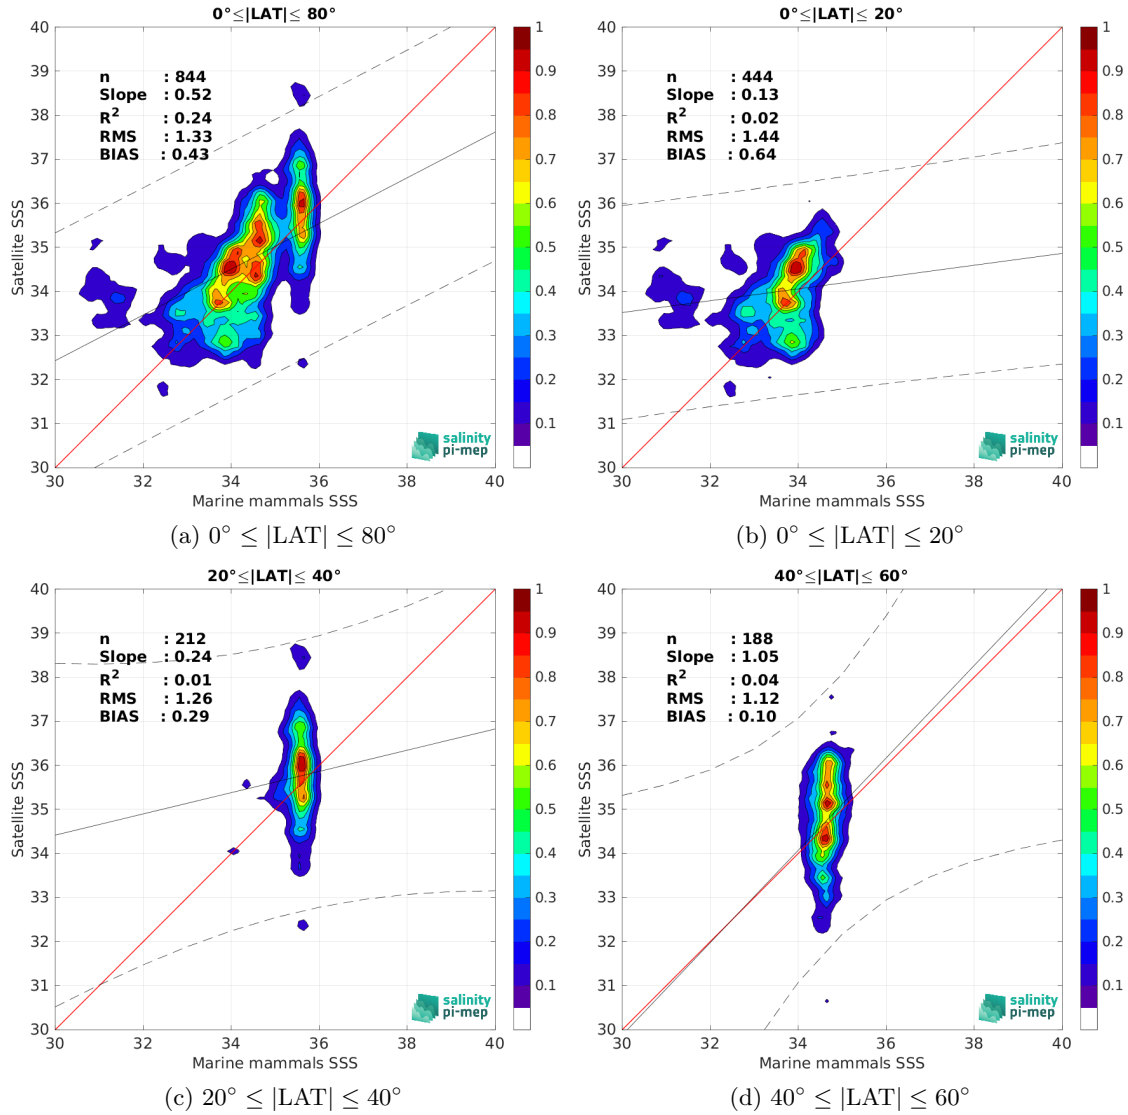 0°≤|LAT|≤ 80°
n : 844
Slope : 0.52
R² : 0.24
RMS : 1.33
BIAS : 0.43
40
39
38
37
36
35
34
33
32
31
30
Satellite SSS
30 32 34 36 38 40
Marine mammals SSS
salinity
pi-mep
1
0.9
0.8
0.7
0.6
0.5
0.4
0.3
0.2
0.1
(a) 0° ≤ |LAT| ≤ 80°
0°≤|LAT|≤ 20°
n : 444
Slope : 0.13
R² : 0.02
RMS : 1.44
BIAS : 0.64
40
39
38
37
36
35
34
33
32
31
30
Satellite SSS
30 32 34 36 38 40
Marine mammals SSS
salinity
pi-mep
1
0.9
0.8
0.7
0.6
0.5
0.4
0.3
0.2
0.1
(b) 0° ≤ |LAT| ≤ 20°
20°≤|LAT|≤ 40°
n : 212
Slope : 0.24
R² : 0.01
RMS : 1.26
BIAS : 0.29
40
39
38
37
36
35
34
33
32
31
30
Satellite SSS
30 32 34 36 38 40
Marine mammals SSS
salinity
pi-mep
1
0.9
0.8
0.7
0.6
0.5
0.4
0.3
0.2
0.1
(c) 20° ≤ |LAT| ≤ 40°
40°≤|LAT|≤ 60°
n : 188
Slope : 1.05
R² : 0.04
RMS : 1.12
BIAS : 0.10
40
39
38
37
36
35
34
33
32
31
30
Satellite SSS
30 32 34 36 38 40
Marine mammals SSS
salinity
pi-mep
1
0.9
0.8
0.7
0.6
0.5
0.4
0.3
0.2
0.1
(d) 40° ≤ |LAT| ≤ 60°